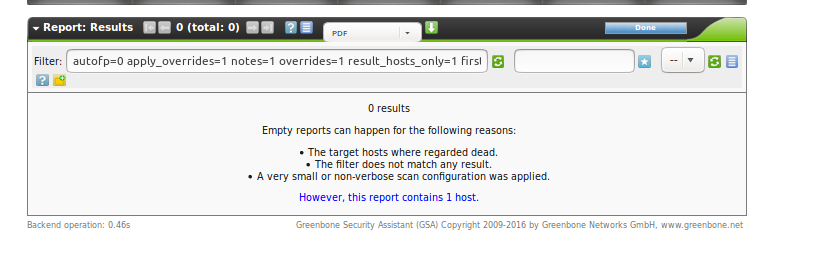 Report: Results 0 (total: 0) PDF Done
Filter: autofp=0 apply_overrides=1 notes=1 overrides=1 result_hosts_only=1 first --
0 results
Empty reports can happen for the following reasons:
• The target hosts where regarded dead.
• The filter does not match any result.
• A very small or non-verbose scan configuration was applied.
However, this report contains 1 host.
Backend operation: 0.46s Greenbone Security Assistant (GSA) Copyright 2009-2016 by Greenbone Networks GmbH, www.greenbone.net